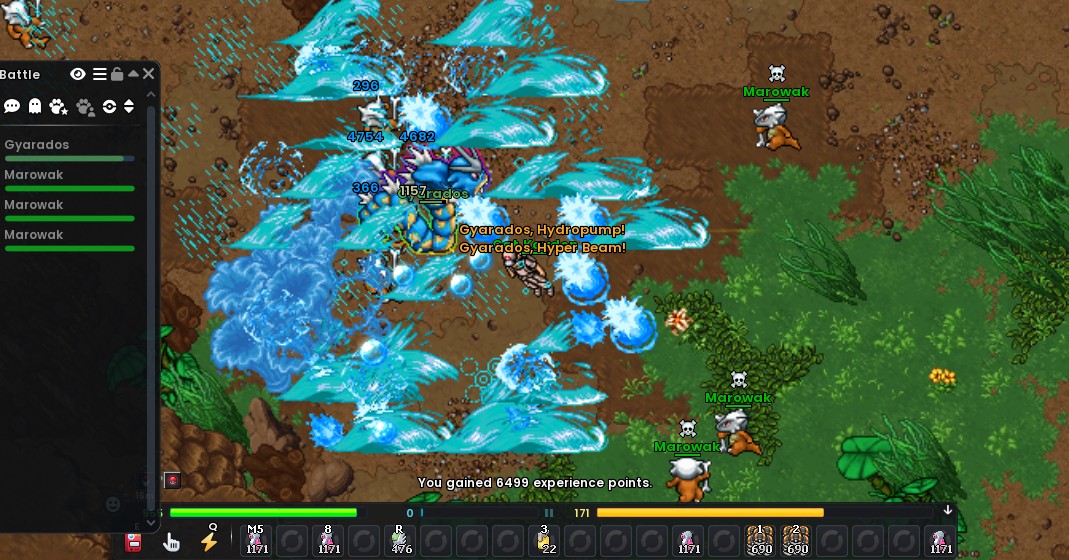 Battle
Gyarados
Marowak
Marowak
Marowak
296
4754
4682
366
1157
Gyarados, Hydropump!
Gyarados, Hyper Beam!
Marowak
Marowak
Marowak
You gained 6499 experience points.
0
171
Q
M5
8
R
3
1
2
1171
1171
476
22
1171
690
690
1171